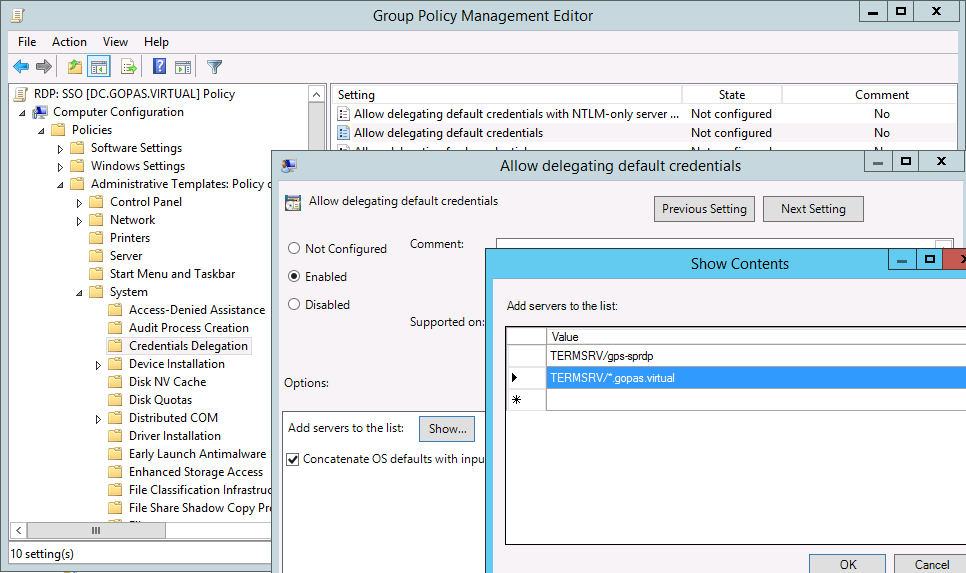 Group Policy Management Editor
File Action View Help
RDP: SSO [DC.GOPAS.VIRTUAL] Policy
Computer Configuration
Policies
Software Settings
Windows Settings
Administrative Templates: Policy
Control Panel
Network
Printers
Server
Start Menu and Taskbar
System
Access-Denied Assistance
Audit Process Creation
Credentials Delegation
Device Installation
Disk NV Cache
Disk Quotas
Distributed COM
Driver Installation
Early Launch Antimalware
Enhanced Storage Access
File Classification Infrastruc
File Share Shadow Copy Pr
10 setting(s)
Setting State Comment
Allow delegating default credentials with NTLM-only server ... Not configured No
Allow delegating default credentials Not configured No
Allow delegating default credentials
Allow delegating default credentials
Previous Setting Next Setting
Not Configured
Enabled
Disabled
Comment:
Supported on:
Options:
Add servers to the list: Show...
Concatenate OS defaults with inpu
Show Contents
Add servers to the list:
Value
TERMSRV/gps-sprdp
TERMSRV/*.gopas.virtual
OK Cancel